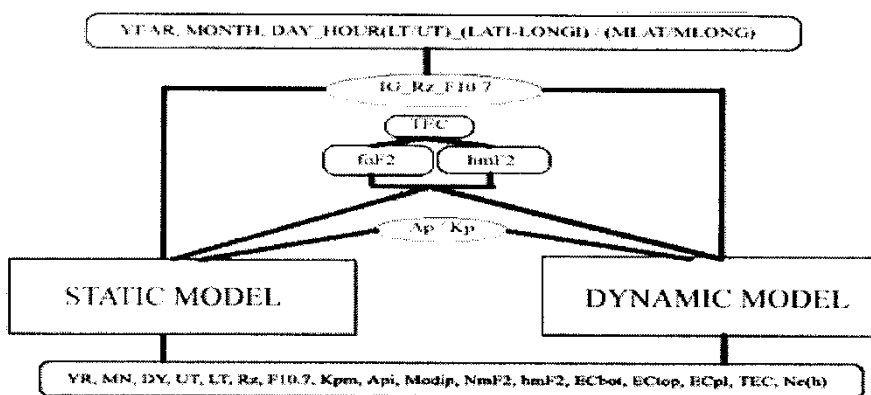 YEAR, MONTH, DAY_HOUR(LT/UT)_(LATI-LONGI) / (MLAT/MLONG)
IG_Rz_F10.7
TEC
foF2 hmF2
Ap / Kp
STATIC MODEL DYNAMIC MODEL
YR, MN, DY, UT, LT, Rz, F10.7, Kpm, Api, Modip, NmF2, hmF2, ECbot, ECtop, ECpl, TEC, Ne(h)